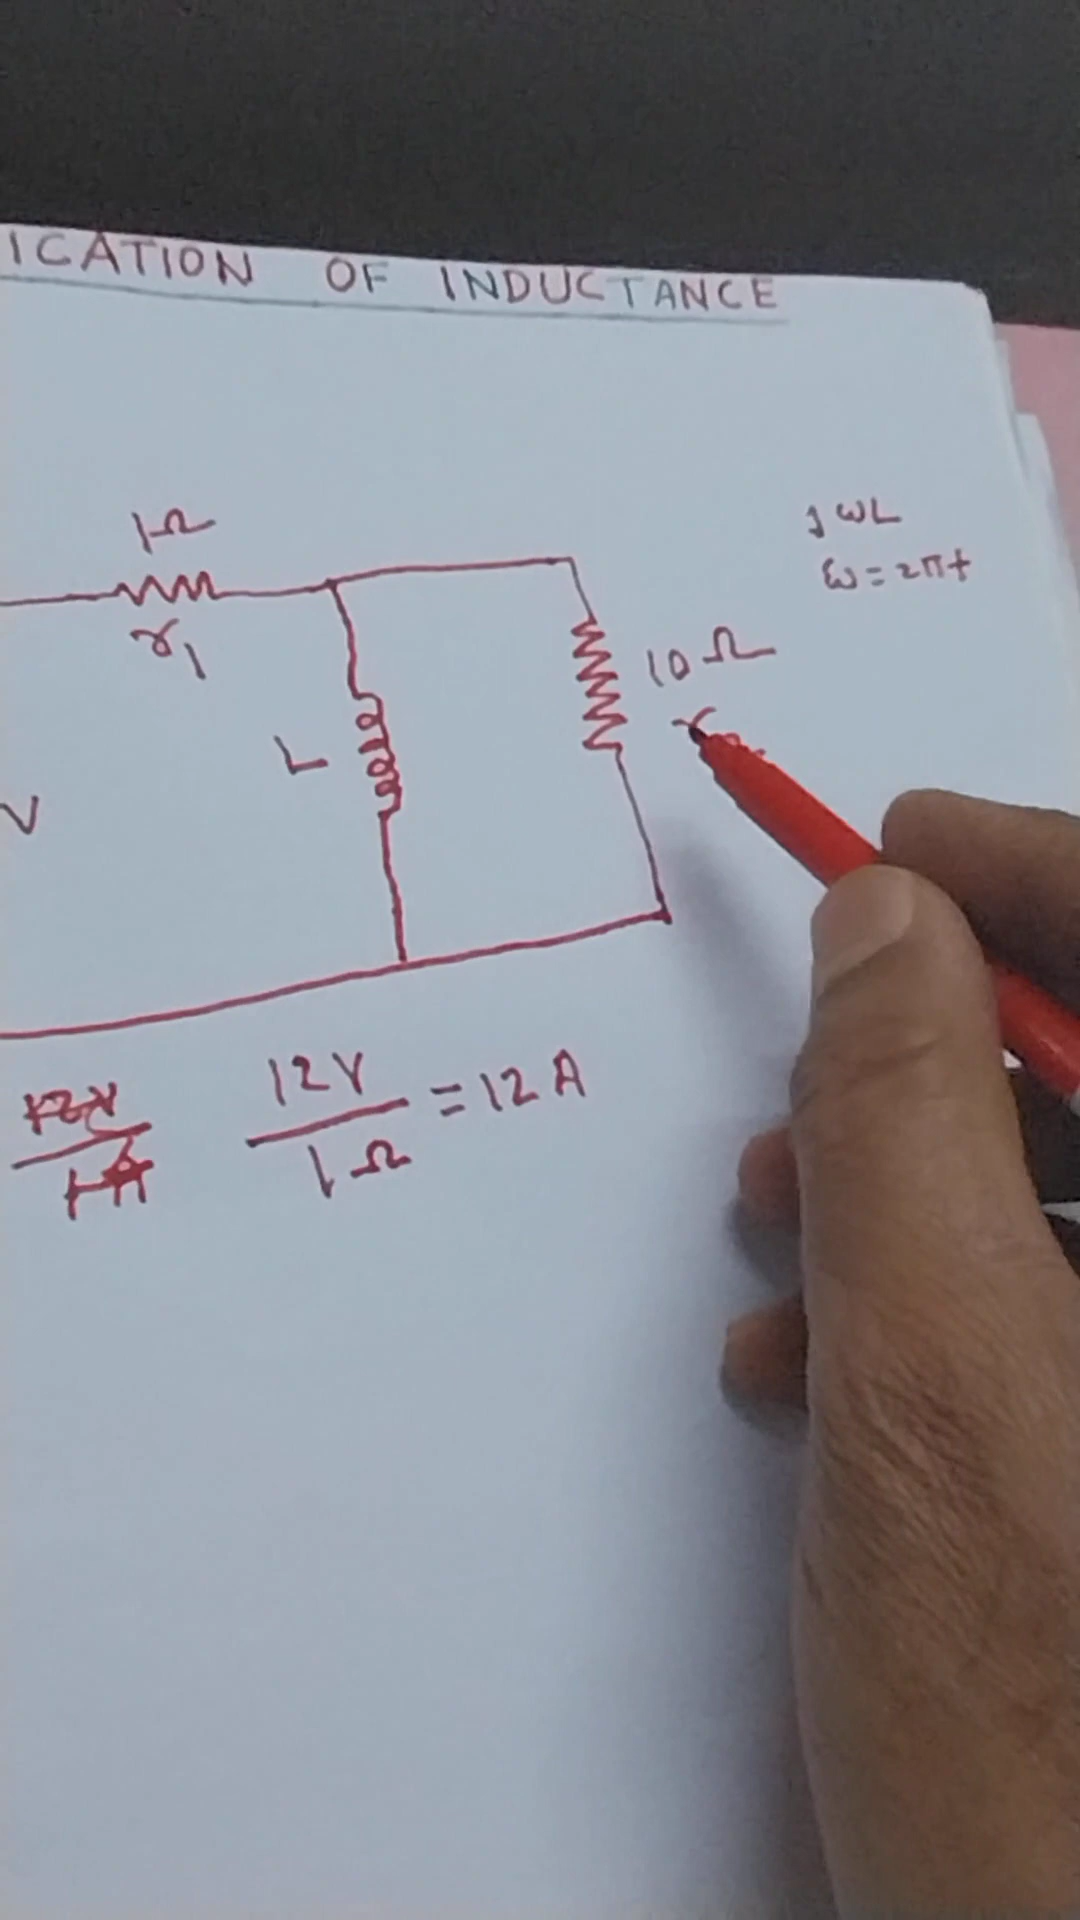 ICATION OF INDUCTANCE
1Ω
r1
jωL
ω=2πf
10Ω
r
L
V
12V
1Ω
=12A